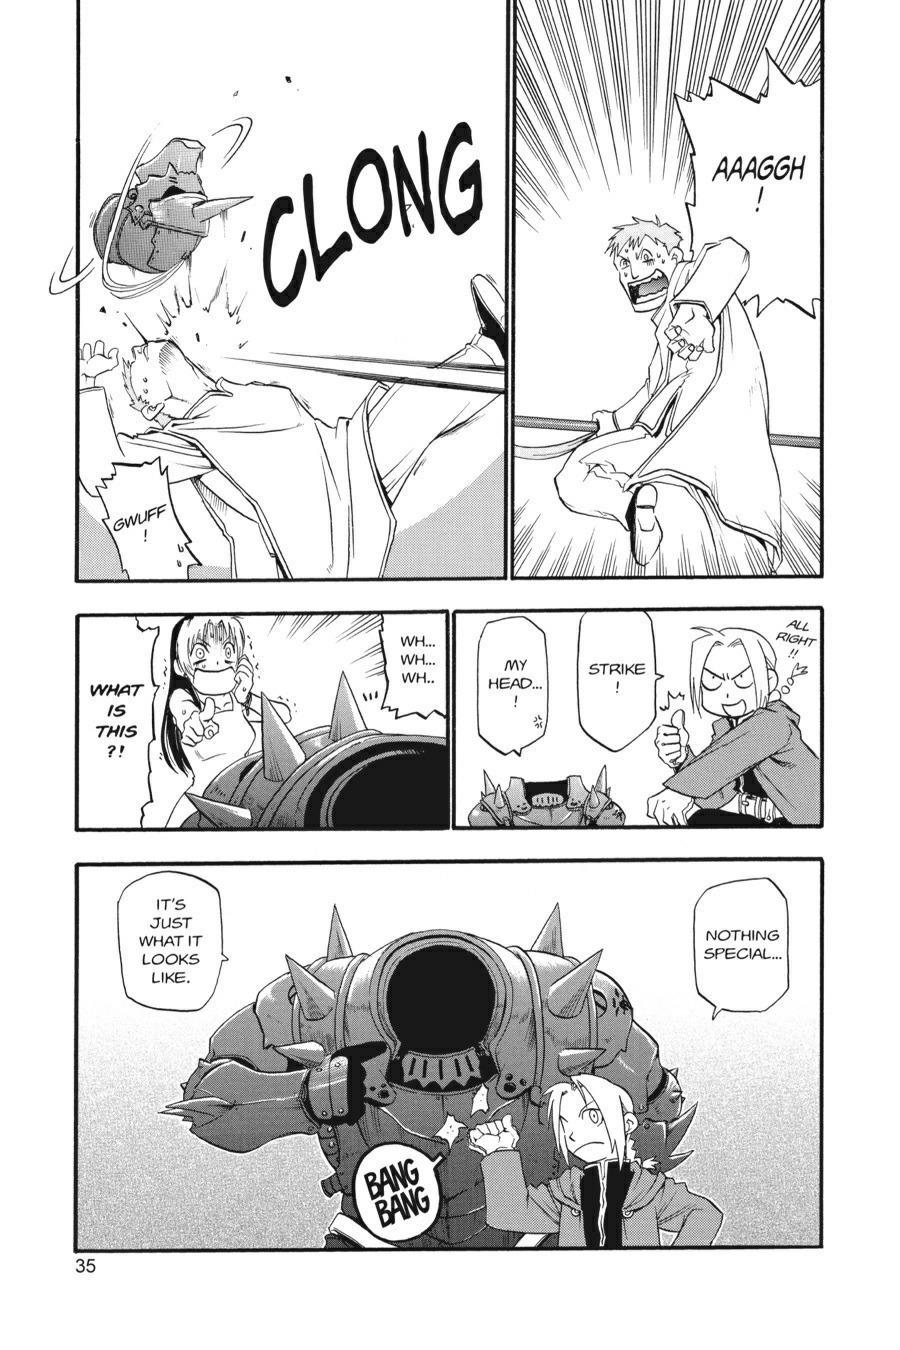 AAAGGH
!
CLONG
GWUFF
!
ALL
RIGHT
!!
STRIKE
!
MY
HEAD...
!
WH...
WH...
WH..
WHAT
IS
THIS
?!
NOTHING
SPECIAL...
IT'S
JUST
WHAT IT
LOOKS
LIKE.
BANG
BANG
35